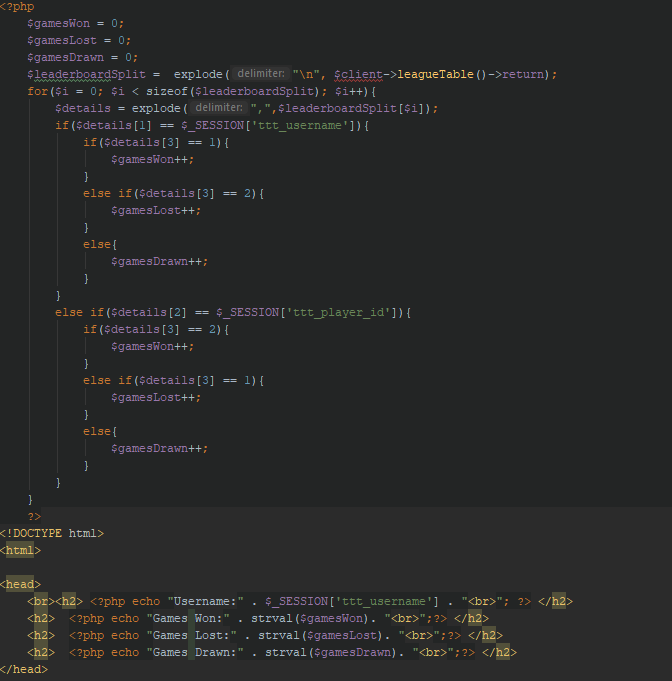 <?php
    $gamesWon = 0;
    $gamesLost = 0;
    $gamesDrawn = 0;
    $leaderboardSplit =  explode( delimiter: "\n", $client->leagueTable()->return);
    for($i = 0; $i < sizeof($leaderboardSplit); $i++){
        $details = explode( delimiter: ",",$leaderboardSplit[$i]);
        if($details[1] == $_SESSION['ttt_username']){
            if($details[3] == 1){
                $gamesWon++;
            }
            else if($details[3] == 2){
                $gamesLost++;
            }
            else{
                $gamesDrawn++;
            }
        }
        else if($details[2] == $_SESSION['ttt_player_id']){
            if($details[3] == 2){
                $gamesWon++;
            }
            else if($details[3] == 1){
                $gamesLost++;
            }
            else{
                $gamesDrawn++;
            }
        }
    }
    ?>
<!DOCTYPE html>
<html>

<head>
    <br><h2> <?php echo "Username:" . $_SESSION['ttt_username'] . "<br>"; ?> </h2>
    <h2>  <?php echo "Games Won:" . strval($gamesWon). "<br>";?> </h2>
    <h2>  <?php echo "Games Lost:" . strval($gamesLost). "<br>";?> </h2>
    <h2>  <?php echo "Games Drawn:" . strval($gamesDrawn). "<br>";?> </h2>
</head>